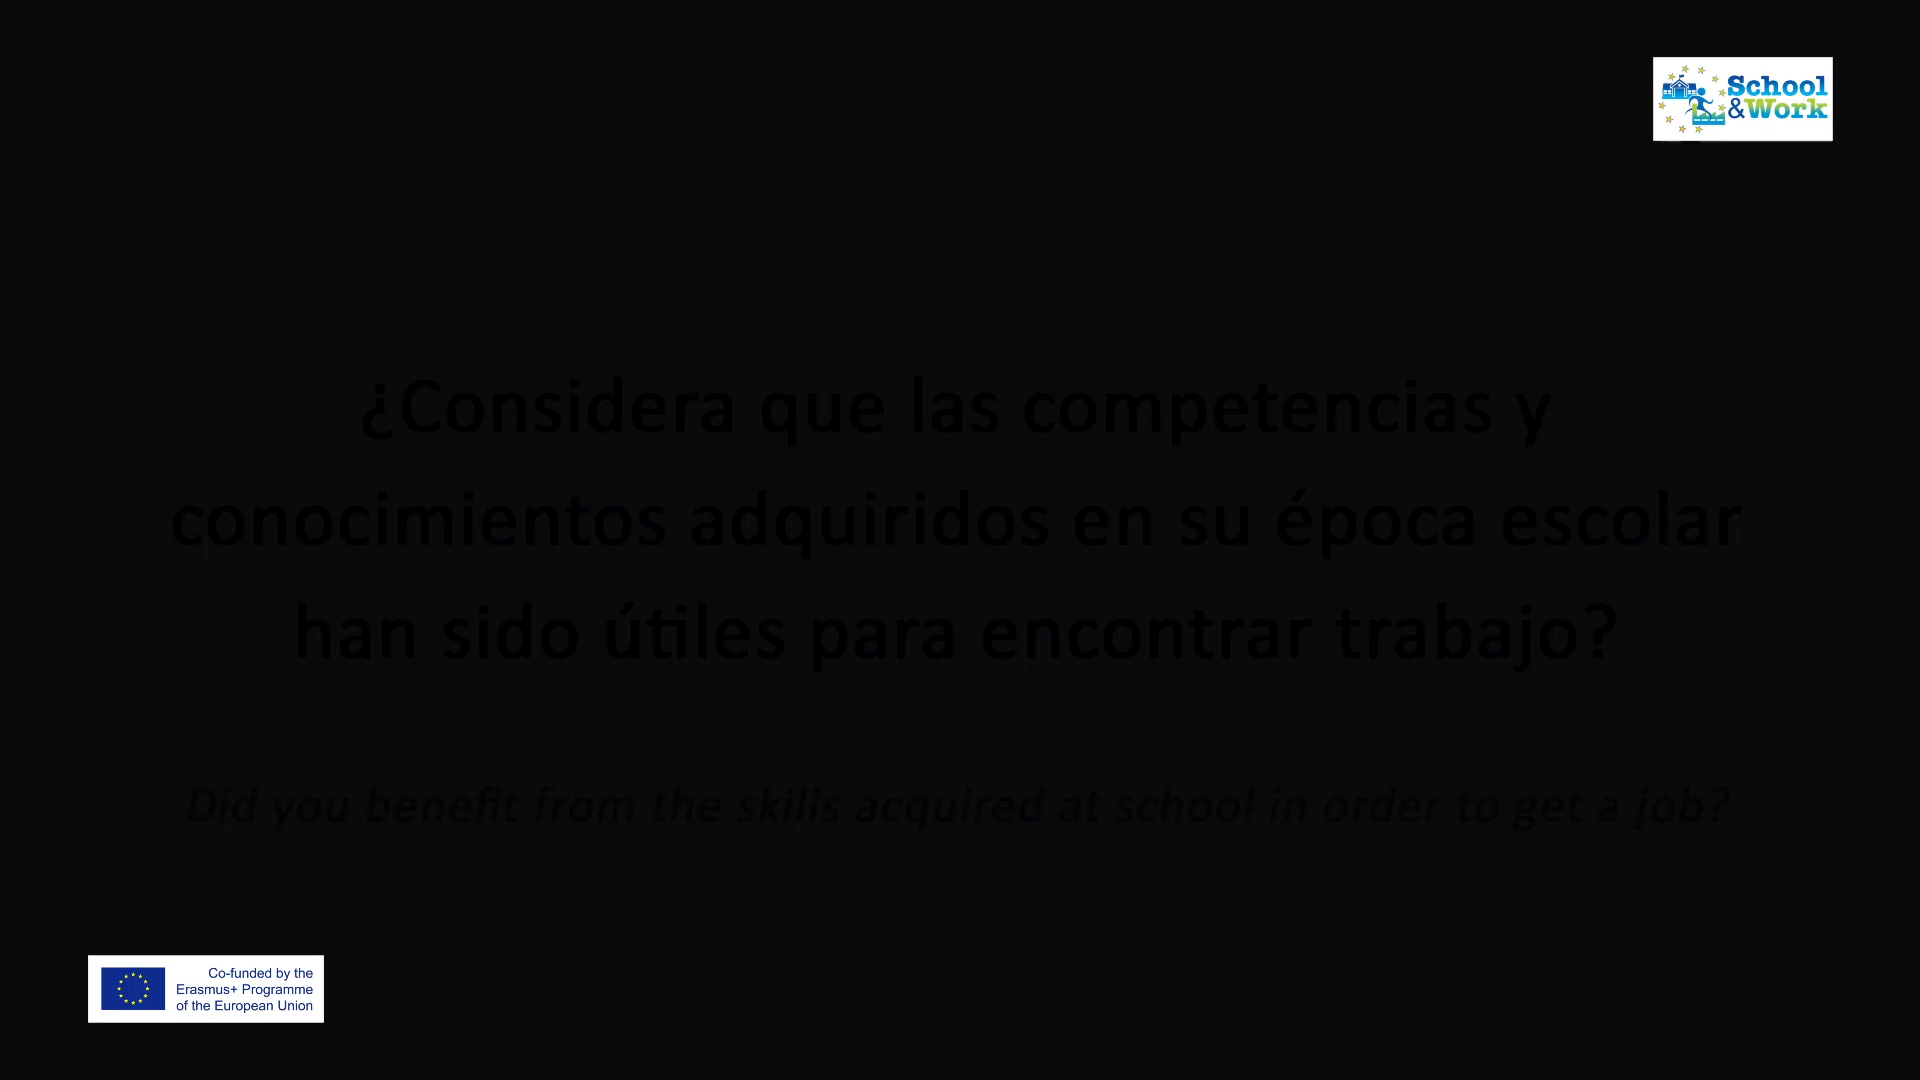 School
&Work
¿Considera que las competencias y
conocimientos adquiridos en su época escolar
han sido útiles para encontrar trabajo?
Did you benefit from the skills acquired at school in order to get a job?
Co-funded by the
Erasmus+ Programme
of the European Union